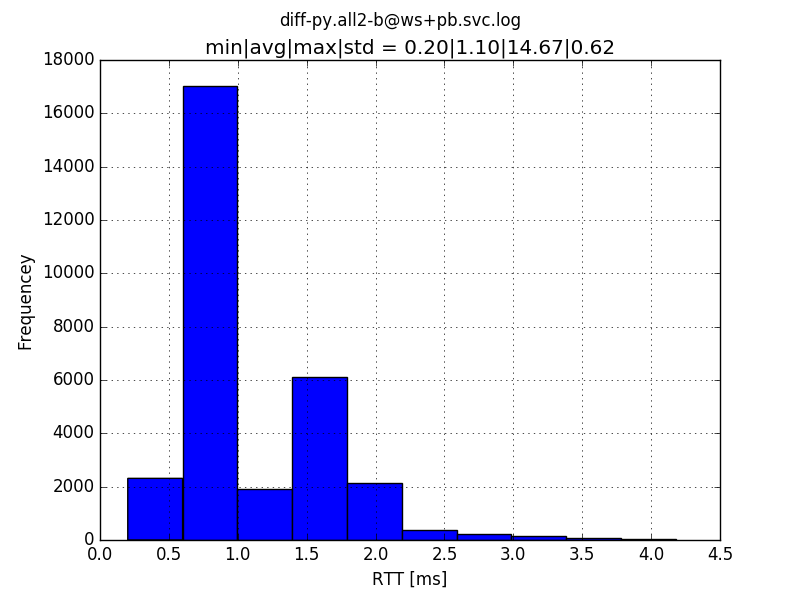 diff-py.all2-b@ws+pb.svc.log
min|avg|max|std = 0.20|1.10|14.67|0.62
18000
16000
14000
12000
10000
8000
6000
4000
2000
0
Frequencey
0.0 0.5 1.0 1.5 2.0 2.5 3.0 3.5 4.0 4.5
RTT [ms]